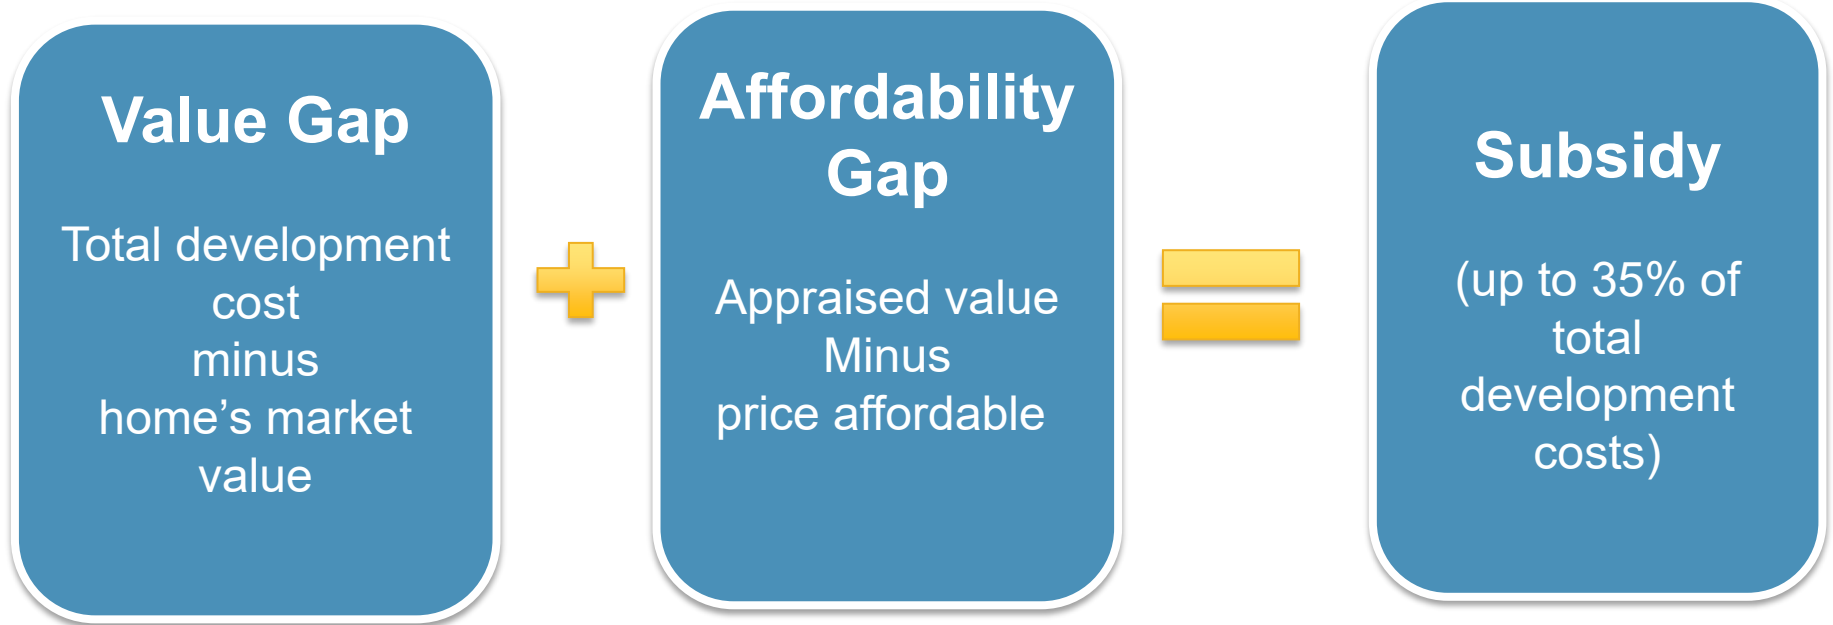 Value Gap
Total development
cost
minus
home’s market
value
Affordability
Gap
Appraised value
Minus
price affordable
Subsidy
(up to 35% of
total
development
costs)